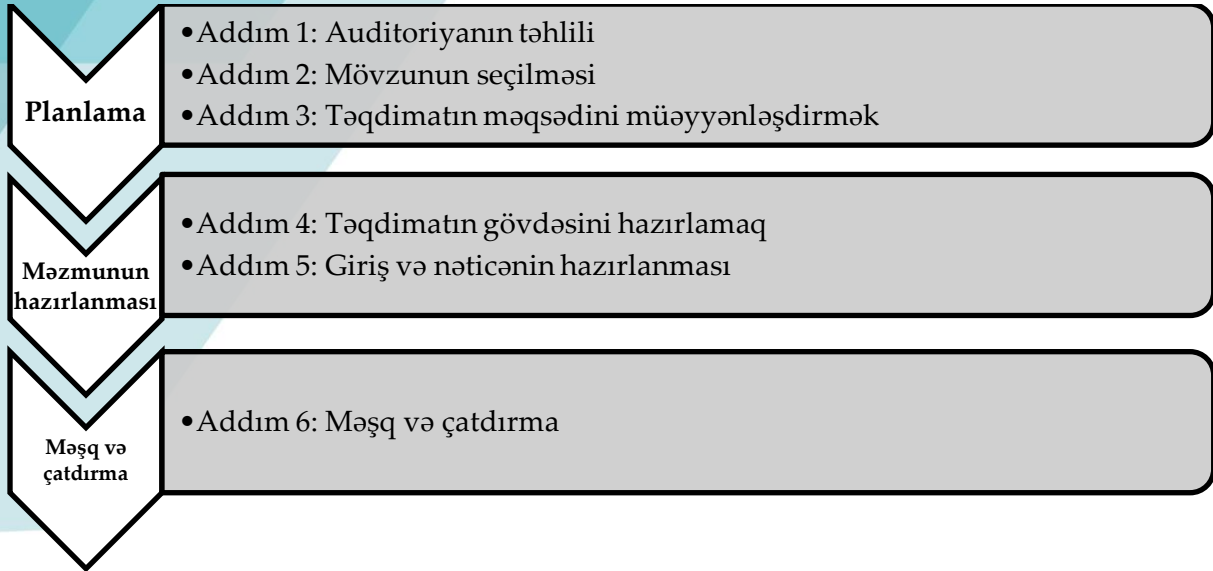 Planlama
•Addım 1: Auditoriyanın təhlili
•Addım 2: Mövzunun seçilməsi
•Addım 3: Təqdimatın məqsədini müəyyənləşdirmək
Məzmunun
hazırlanması
•Addım 4: Təqdimatın gövdəsini hazırlamaq
•Addım 5: Giriş və nəticənin hazırlanması
Məşq və
çatdırma
•Addım 6: Məşq və çatdırma